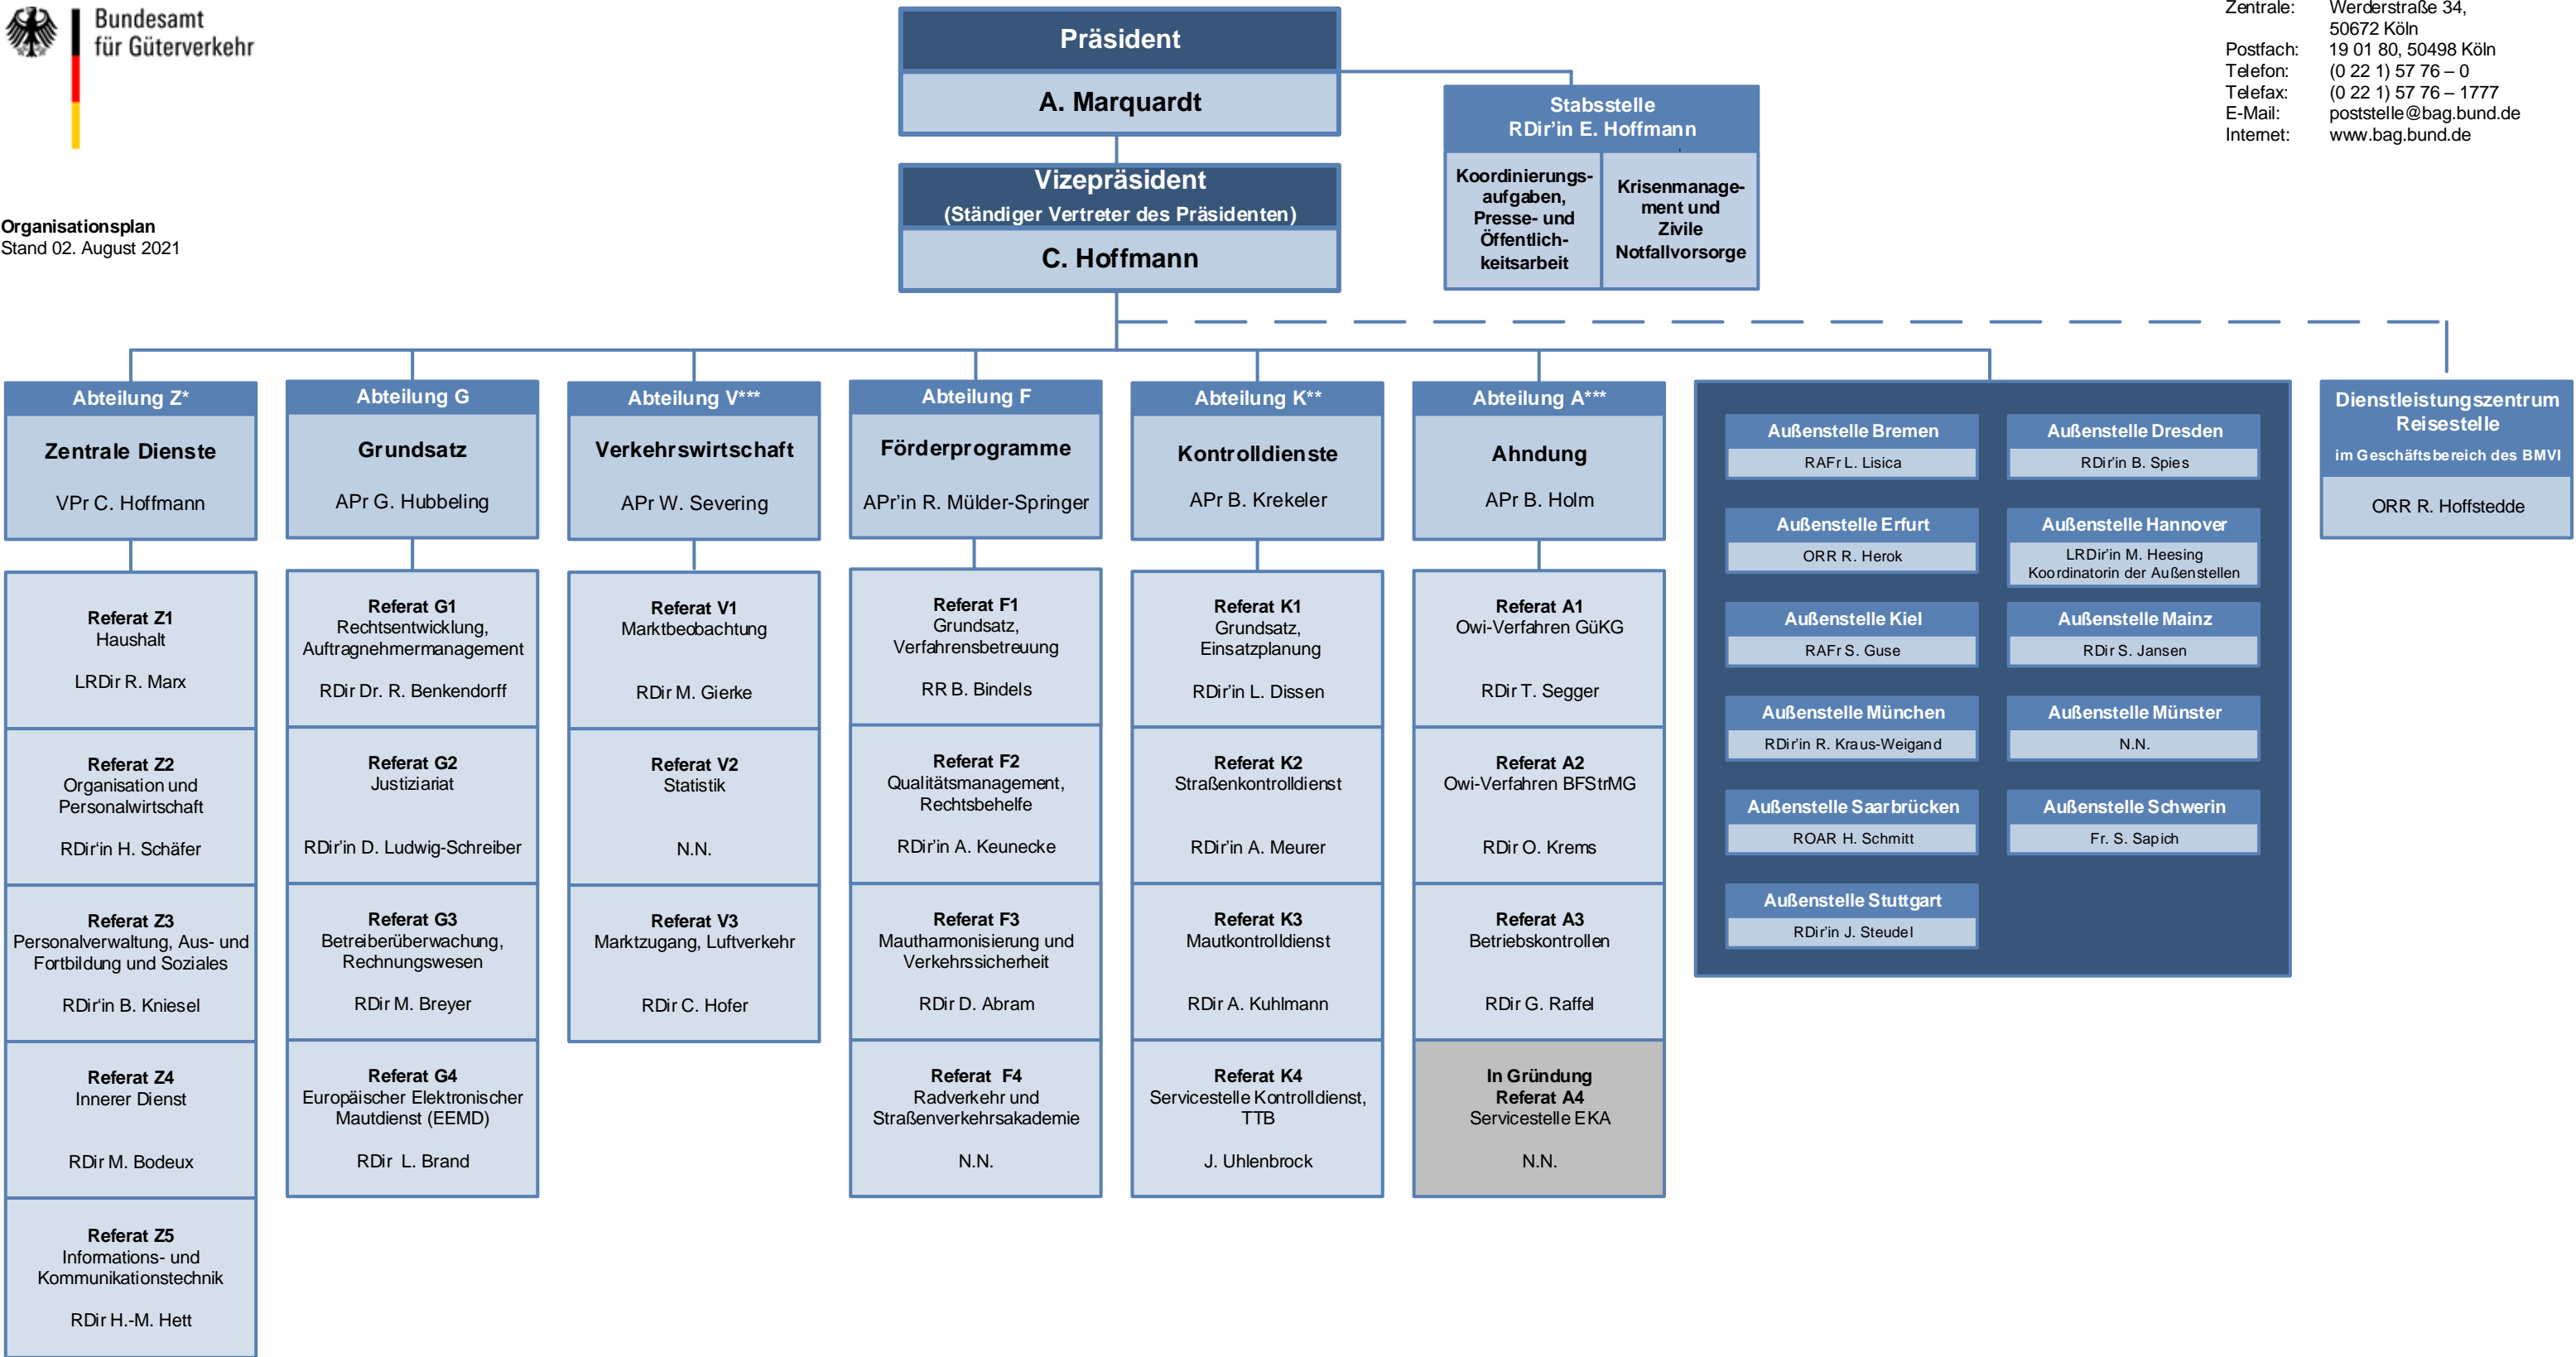 Bundesamt
für Güterverkehr
Organisationsplan
Stand 02. August 2021
Präsident
A. Marquardt
Vizepräsident
(Ständiger Vertreter des Präsidenten)
C. Hoffmann
Stabsstelle
RDir’in E. Hoffmann
Koordinierungs-
aufgaben,
Presse- und
Öffentlich-
keitsarbeit
Krisenmanage-
ment und
Zivile
Notfallvorsorge
Zentrale: Werderstraße 34,
50672 Köln
Postfach: 19 01 80, 50498 Köln
Telefon: (0 22 1) 57 76 – 0
Telefax: (0 22 1) 57 76 – 1777
E-Mail: poststelle@bag.bund.de
Internet: www.bag.bund.de
Abteilung Z*
Zentrale Dienste
VPr C. Hoffmann
Referat Z1
Haushalt
LRDir R. Marx
Referat Z2
Organisation und
Personalwirtschaft
RDir‘in H. Schäfer
Referat Z3
Personalverwaltung, Aus- und
Fortbildung und Soziales
RDir‘in B. Kniesel
Referat Z4
Innerer Dienst
RDir M. Bodeux
Referat Z5
Informations- und
Kommunikationstechnik
RDir H.-M. Hett
Abteilung G
Grundsatz
APr G. Hubbeling
Referat G1
Rechtsentwicklung,
Auftragnehmermanagement
RDir Dr. R. Benkendorff
Referat G2
Justiziariat
RDir’in D. Ludwig-Schreiber
Referat G3
Betreiberüberwachung,
Rechnungswesen
RDir M. Breyer
Referat G4
Europäischer Elektronischer
Mautdienst (EEMD)
RDir L. Brand
Abteilung V***
Verkehrswirtschaft
APr W. Severing
Referat V1
Marktbeobachtung
RDir M. Gierke
Referat V2
Statistik
N.N.
Referat V3
Marktzugang, Luftverkehr
RDir C. Hofer
Abteilung F
Förderprogramme
APr’in R. Mülder-Springer
Referat F1
Grundsatz,
Verfahrensbetreuung
RR B. Bindels
Referat F2
Qualitätsmanagement,
Rechtsbehelfe
RDir’in A. Keunecke
Referat F3
Mautharmonisierung und
Verkehrssicherheit
RDir D. Abram
Referat F4
Radverkehr und
Straßenverkehrsakademie
N.N.
Abteilung K**
Kontrolldienste
APr B. Krekeler
Referat K1
Grundsatz,
Einsatzplanung
RDir’in L. Dissen
Referat K2
Straßenkontrolldienst
RDir’in A. Meurer
Referat K3
Mautkontrolldienst
RDir A. Kuhlmann
Referat K4
Servicestelle Kontrolldienst,
TTB
J. Uhlenbrock
Abteilung A***
Ahndung
APr B. Holm
Referat A1
Owi-Verfahren GüKG
RDir T. Segger
Referat A2
Owi-Verfahren BFStrMG
RDir O. Krems
Referat A3
Betriebskontrollen
RDir G. Raffel
In Gründung
Referat A4
Servicestelle EKA
N.N.
Außenstelle Bremen
RAFr L. Lisica
Außenstelle Dresden
RDir’in B. Spies
Außenstelle Erfurt
ORR R. Herok
Außenstelle Hannover
LRDir’in M. Heesing
Koordinatorin der Außenstellen
Außenstelle Kiel
RAFr S. Guse
Außenstelle Mainz
RDir S. Jansen
Außenstelle München
RDir’in R. Kraus-Weigand
Außenstelle Münster
N.N.
Außenstelle Saarbrücken
ROAR H. Schmitt
Außenstelle Schwerin
Fr. S. Sapich
Außenstelle Stuttgart
RDir’in J. Steudel
Dienstleistungszentrum
Reisestelle
im Geschäftsbereich des BMVI
ORR R. Hoffstedde